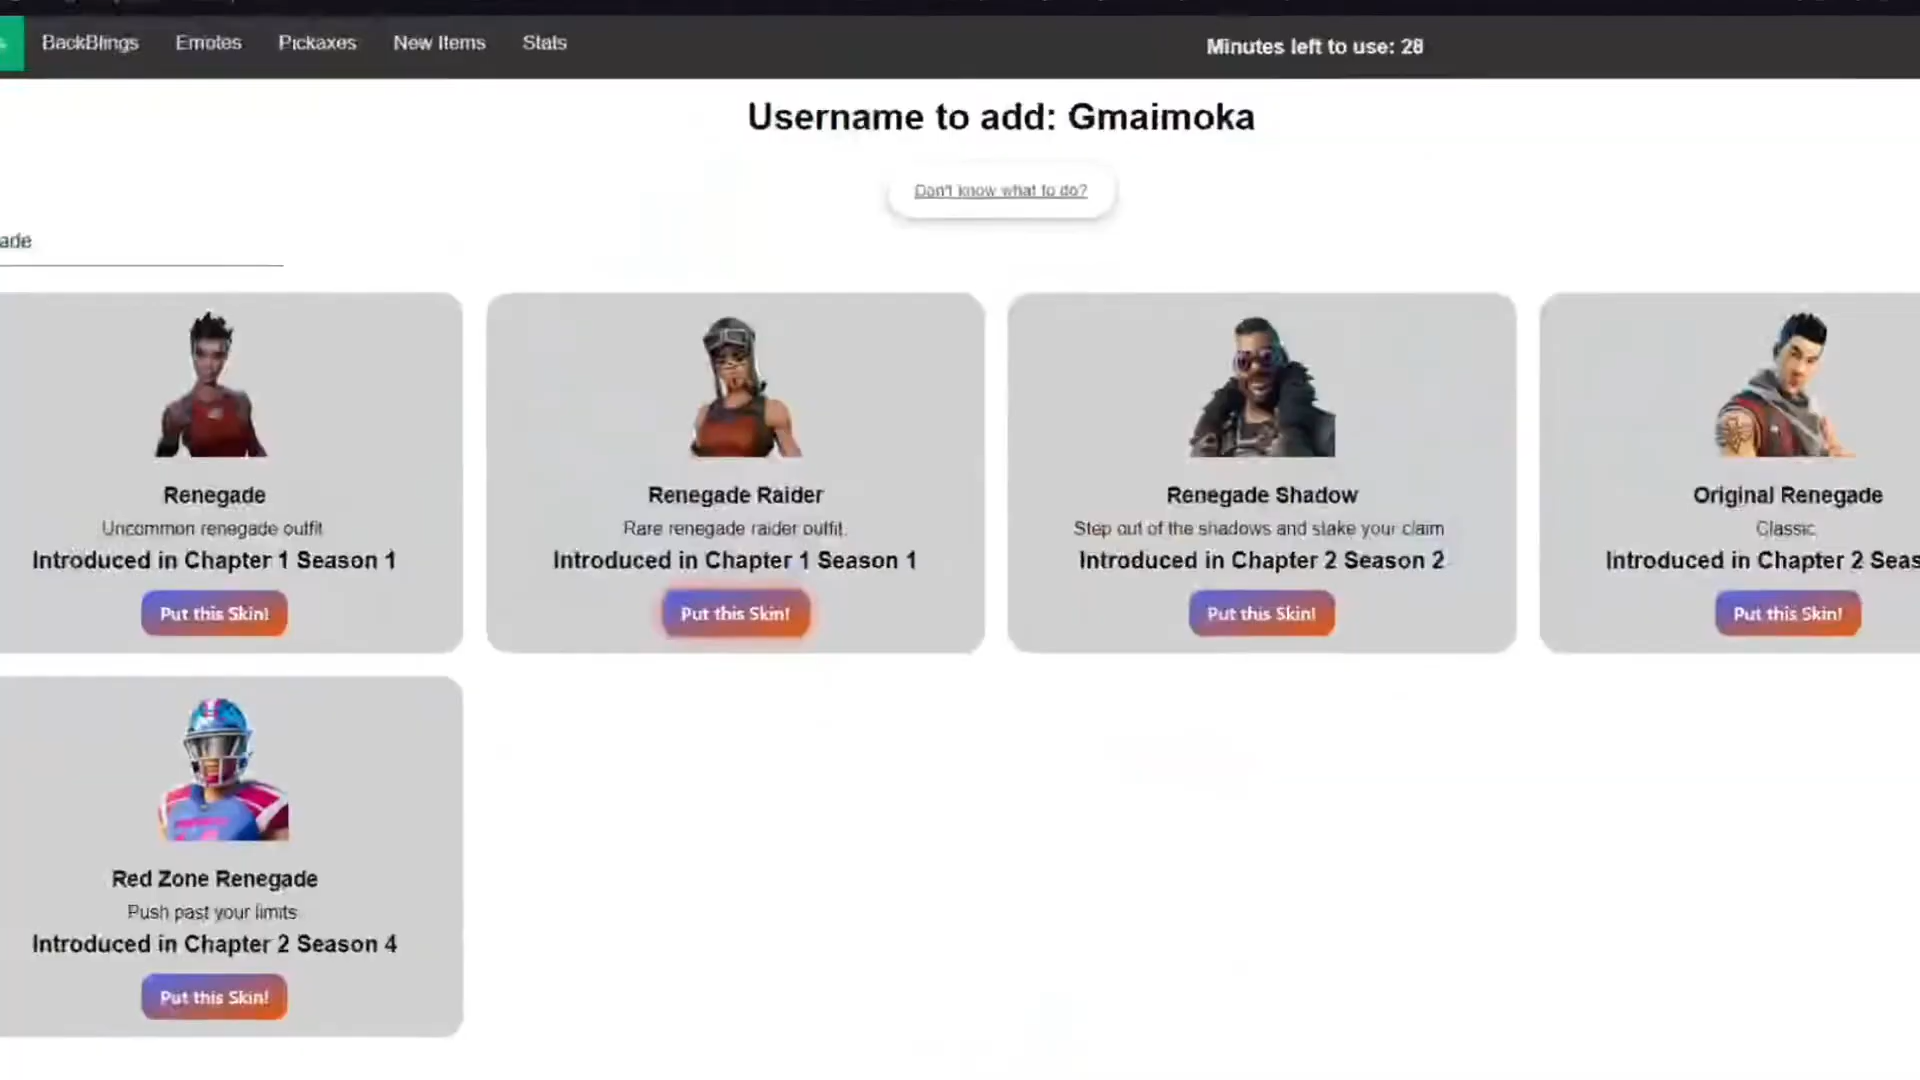 BackBlings Emotes Pickaxes New Items Stats
Minutes left to use: 28
Username to add: Gmaimoka
Don't know what to do?
ade
Renegade
Uncommon renegade outfit
Introduced in Chapter 1 Season 1
Put this Skin!
Renegade Raider
Rare renegade raider outfit.
Introduced in Chapter 1 Season 1
Put this Skin!
Renegade Shadow
Step out of the shadows and stake your claim
Introduced in Chapter 2 Season 2
Put this Skin!
Original Renegade
Classic.
Introduced in Chapter 2 Seas
Put this Skin!
Red Zone Renegade
Push past your limits
Introduced in Chapter 2 Season 4
Put this Skin!